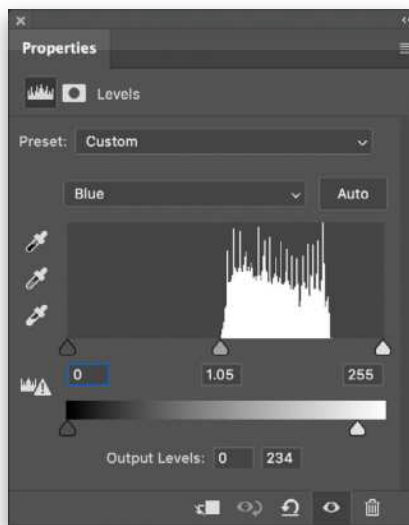 Properties
Levels
Preset: Custom
Blue Auto
0 1.05 255
Output Levels: 0 234